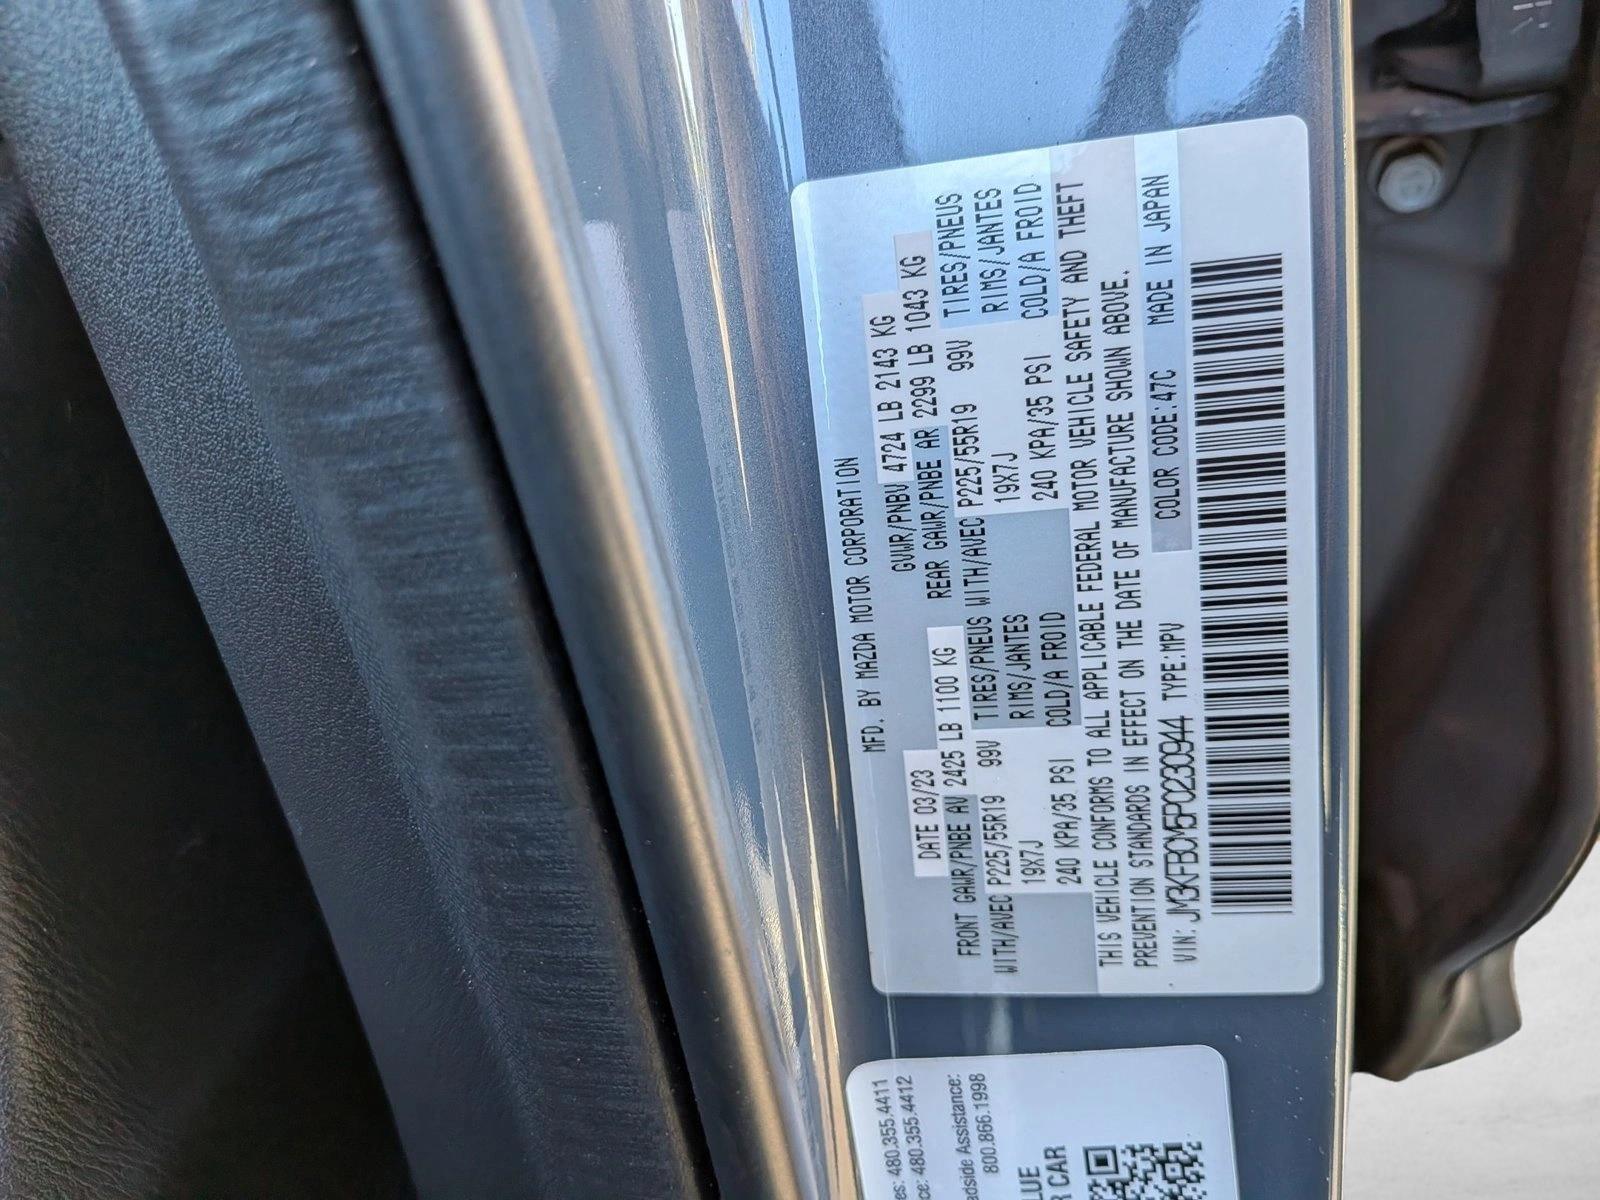 MFD. BY MAZDA MOTOR CORPORATION
DATE 03/23 GVWR/PNBV 4724 LB 2143 KG
FRONT GAWR/PNBE AV 2425 LB 1100 KG REAR GAWR/PNBE AR 2299 LB 1043 KG
WITH/AVEC P225/55R19 99V TIRES/PNEUS WITH/AVEC P225/55R19 99V TIRES/PNEUS
19X7J RIMS/JANTES 19X7J RIMS/JANTES
240 KPA/35 PSI COLD/A FROID 240 KPA/35 PSI COLD/A FROID
THIS VEHICLE CONFORMS TO ALL APPLICABLE FEDERAL MOTOR VEHICLE SAFETY AND THEFT
PREVENTION STANDARDS IN EFFECT ON THE DATE OF MANUFACTURE SHOWN ABOVE.
VIN: JM3KFBCM5P0230944 TYPE:MPV COLOR CODE:47C MADE IN JAPAN
480.355.4411
480.355.4412
Assistance:
800.866.1998
CAR